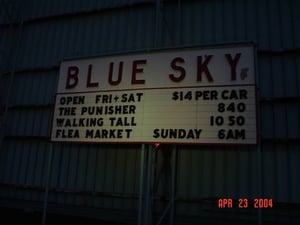 BLUE SKY
OPEN FRI+SAT $14 PER CAR
THE PUNISHER 840
WALKING TALL 10 50
FLEA MARKET SUNDAY 6AM
APR 23 2004